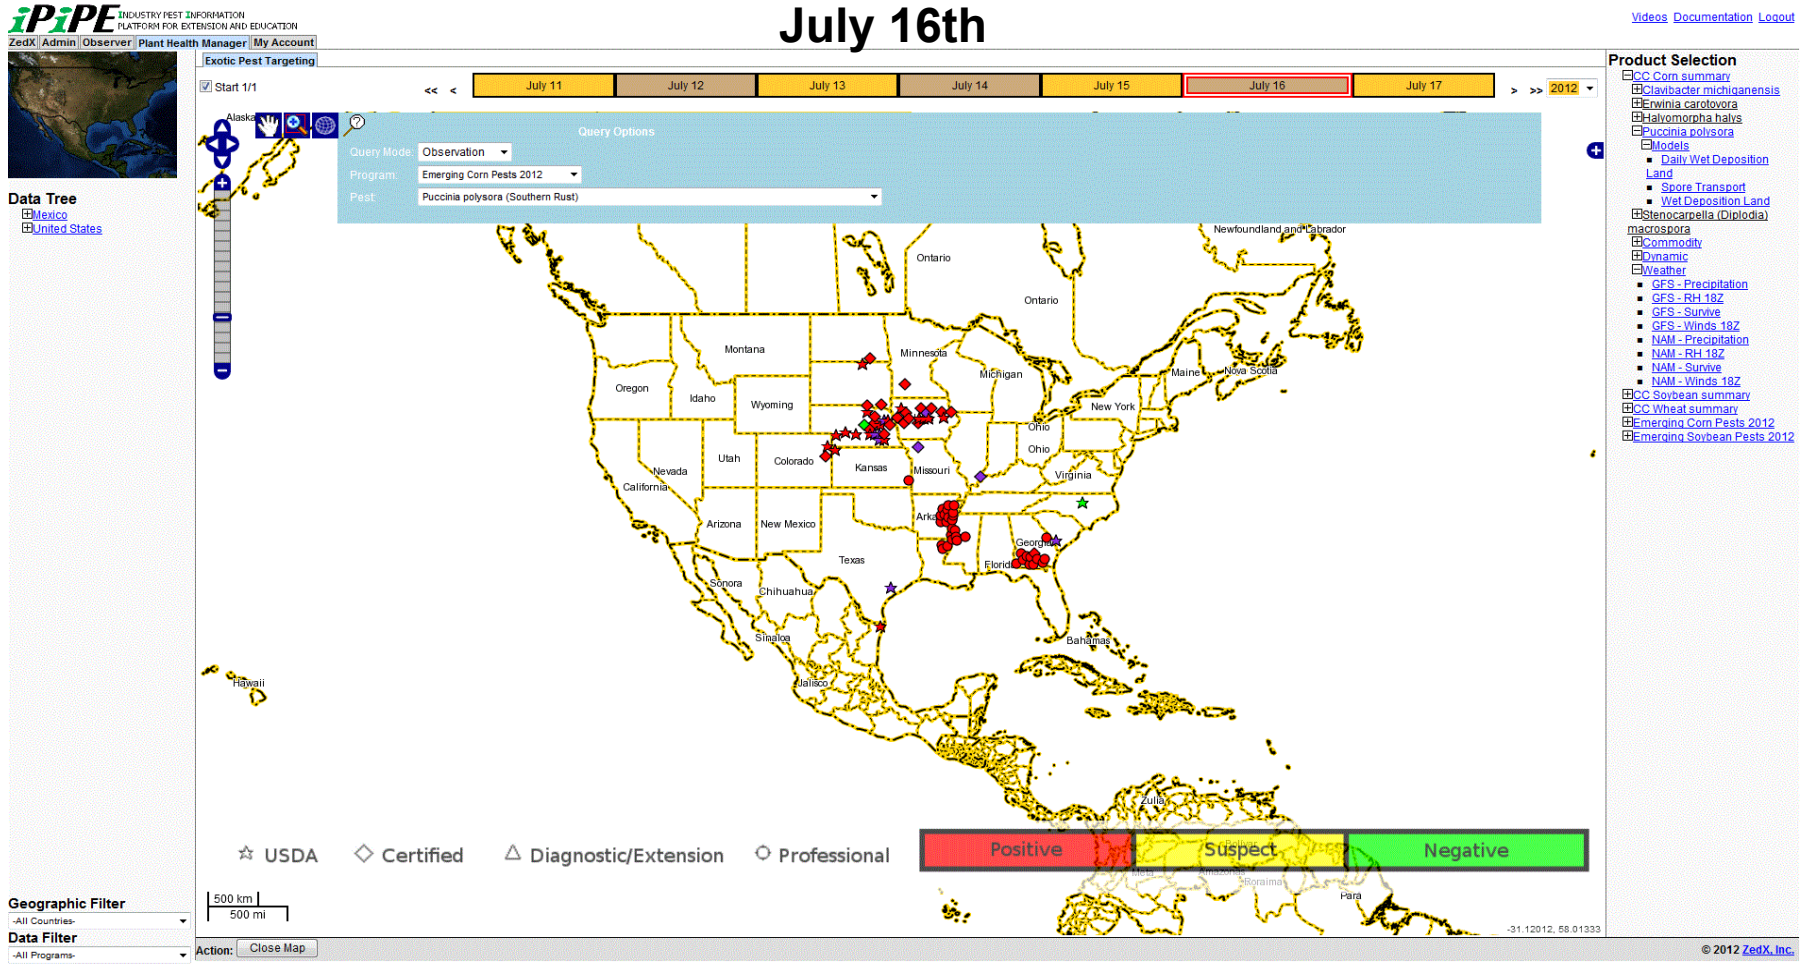 iPiPE INDUSTRY PEST INFORMATION
PLATFORM FOR EXTENSION AND EDUCATION
July 16th
Videos Documentation Logout
ZedX Admin Observer Plant Health Manager My Account
Exotic Pest Targeting
Start 1/1
<< < July 11 July 12 July 13 July 14 July 15 July 16 July 17 > >> 2012
Query Options
Query Mode: Observation
Program: Emerging Corn Pests 2012
Pest: Puccinia polysora (Southern Rust)
Data Tree
Mexico
United States
Product Selection
CC Corn summary
Clavibacter michiganensis
Erwinia carotovora
Halyomorpha halys
Puccinia polysora
Models
Daily Wet Deposition
Land
Spore Transport
Wet Deposition Land
Stenocarpella (Diplodia)
macrospora
Commodity
Dynamic
Weather
GFS - Precipitation
GFS - RH 18Z
GFS - Survive
GFS - Winds 18Z
NAM - Precipitation
NAM - RH 18Z
NAM - Survive
NAM - Winds 18Z
CC Soybean summary
CC Wheat summary
Emerging Corn Pests 2012
Emerging Soybean Pests 2012
Alaska
Newfoundland and Labrador
Ontario
Ontario
Montana
Minnesota
Michigan
Maine
Nova Scotia
Oregon
Idaho
Wyoming
New York
Ohio
Ohio
Utah
Colorado
Kansas
Missouri
Virginia
Nevada
California
Arizona
New Mexico
Arka
Georgia
Texas
Florid
Sonora
Chihuahua
Sinaloa
Bahamas
Jalisco
Hawaii
Zulia
Bolivar
Meta
Amazonas
Roraima
Para
USDA
Certified
Diagnostic/Extension
Professional
Positive
Suspect
Negative
500 km
500 mi
-31.12012, 58.01333
Geographic Filter
-All Countries-
Data Filter
-All Programs-
Action: Close Map
© 2012 ZedX, Inc.